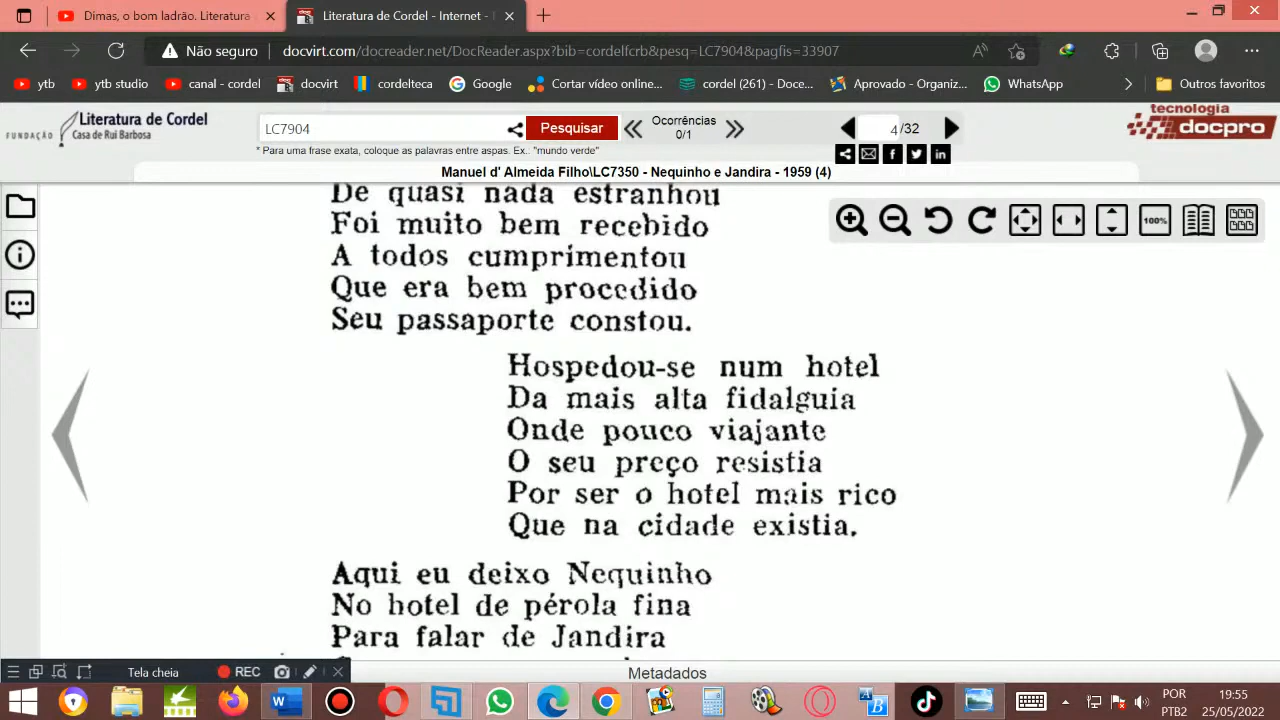 Dimas, o bom ladrão. Literatura
Literatura de Cordel - Internet -
Não seguro
docvirt.com/docreader.net/DocReader.aspx?bib=cordelfcrb&pesq=LC7904&pagfis=33907
ytb
ytb studio
canal - cordel
docvirt
cordelteca
Google
Cortar vídeo online...
cordel (261) - Doce...
Aprovado - Organiz...
WhatsApp
Outros favoritos
FUNDAÇÃO
Literatura de Cordel
Casa de Rui Barbosa
LC7904
Pesquisar
Ocorrências
0/1
4 /32
tecnologia
docpro
* Para uma frase exata, coloque as palavras entre aspas. Ex.: "mundo verde"
Manuel d' Almeida Filho\LC7350 - Nequinho e Jandira - 1959 (4)
100%
De quasi nada estranhou
Foi muito bem recebido
A todos cumprimentou
Que era bem procedido
Seu passaporte constou.
Hospedou-se num hotel
Da mais alta fidalguia
Onde pouco viajante
O seu preço resistia
Por ser o hotel mais rico
Que na cidade existia.
Aqui eu deixo Nequinho
No hotel de pérola fina
Para falar de Jandira
Tela cheia
REC
Metadados
POR
PTB2
19:55
25/05/2022